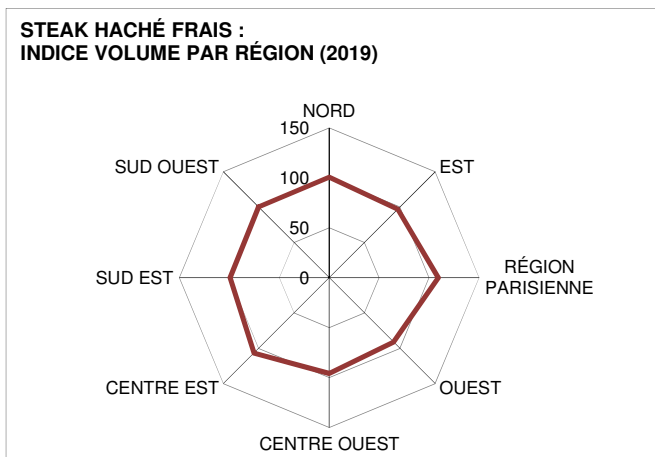 STEAK HACHÉ FRAIS :
INDICE VOLUME PAR RÉGION (2019)
NORD
150
SUD OUEST
EST
100
50
SUD EST
0
RÉGION
PARISIENNE
CENTRE EST
OUEST
CENTRE OUEST